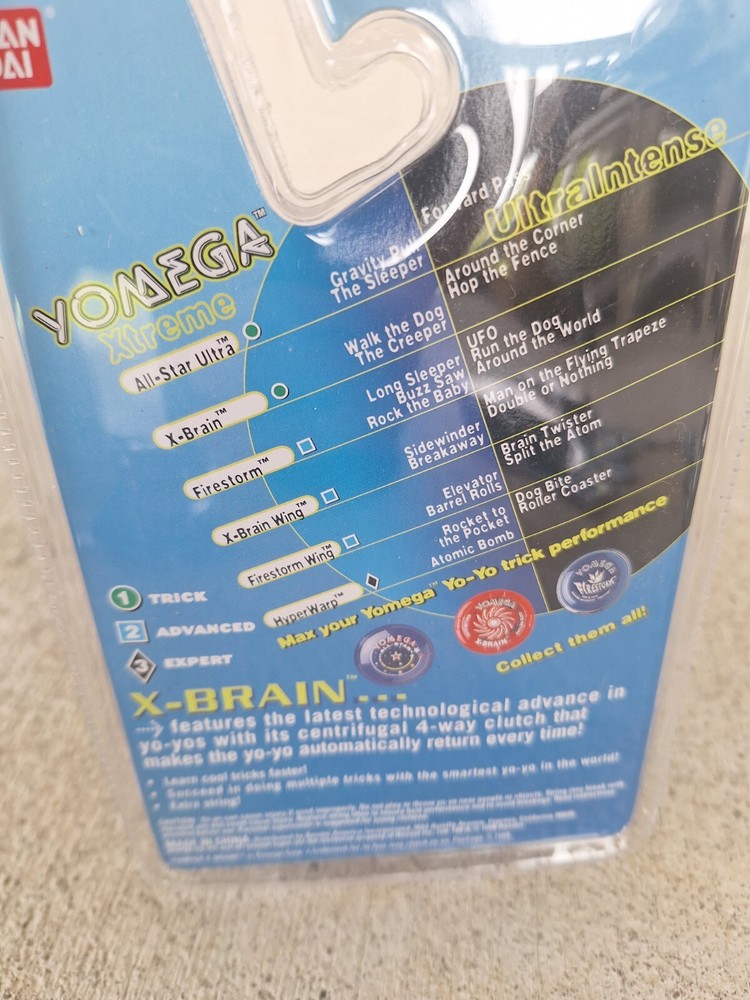 BAN
DAI
YOMEGA™
Xtreme
UltraIntense
All-Star Ultra™
X-Brain™
Firestorm™
X-Brain Wing™
Firestorm Wing™
HyperWarp™
Gravity Pull
The Sleeper
Walk the Dog
The Creeper
Long Sleeper
Buzz Saw
Rock the Baby
Sidewinder
Breakaway
Elevator
Barrel Rolls
Rocket to
the Pocket
Atomic Bomb
Forward Pass
Around the Corner
Hop the Fence
UFO
Run the Dog
Around the World
Man on the Flying Trapeze
Double or Nothing
Brain Twister
Split the Atom
Dog Bite
Roller Coaster
1 TRICK
2 ADVANCED
3 EXPERT
Max your Yomega™ Yo-Yo trick performance
YOMEGA
YOMEGA
X-BRAIN
YOMEGA
FIRESTORM
Collect them all!
X-BRAIN™...
features the latest technological advance in
yo-yos with its centrifugal 4-way clutch that
makes the yo-yo automatically return every time!
• Learn cool tricks faster!
• Succeed in doing multiple tricks with the smartest yo-yo in the world!
• Extra string!